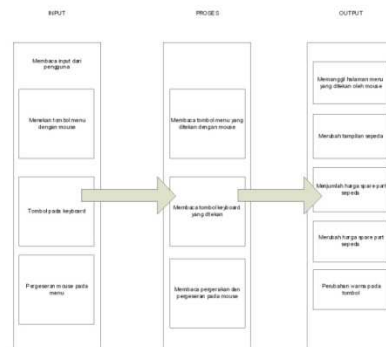 INPUT
PROSES
OUTPUT
Membaca input dari
pengguna
Menekan tombol menu
dengan mouse
Tombol pada keyboard
Pergeseran mouse pada
menu
Membaca tombol menu yang
ditekan dengan mouse
Membaca tombol keyboard
yang ditekan
Membaca pergerakan dan
pergeseran pada mouse
Memanggil halaman menu
yang ditekan oleh mouse
Merubah tampilan sepeda
Menjumlah harga spare part
sepeda
Merubah harga spare part
sepeda
Perubahan warna pada
tombol